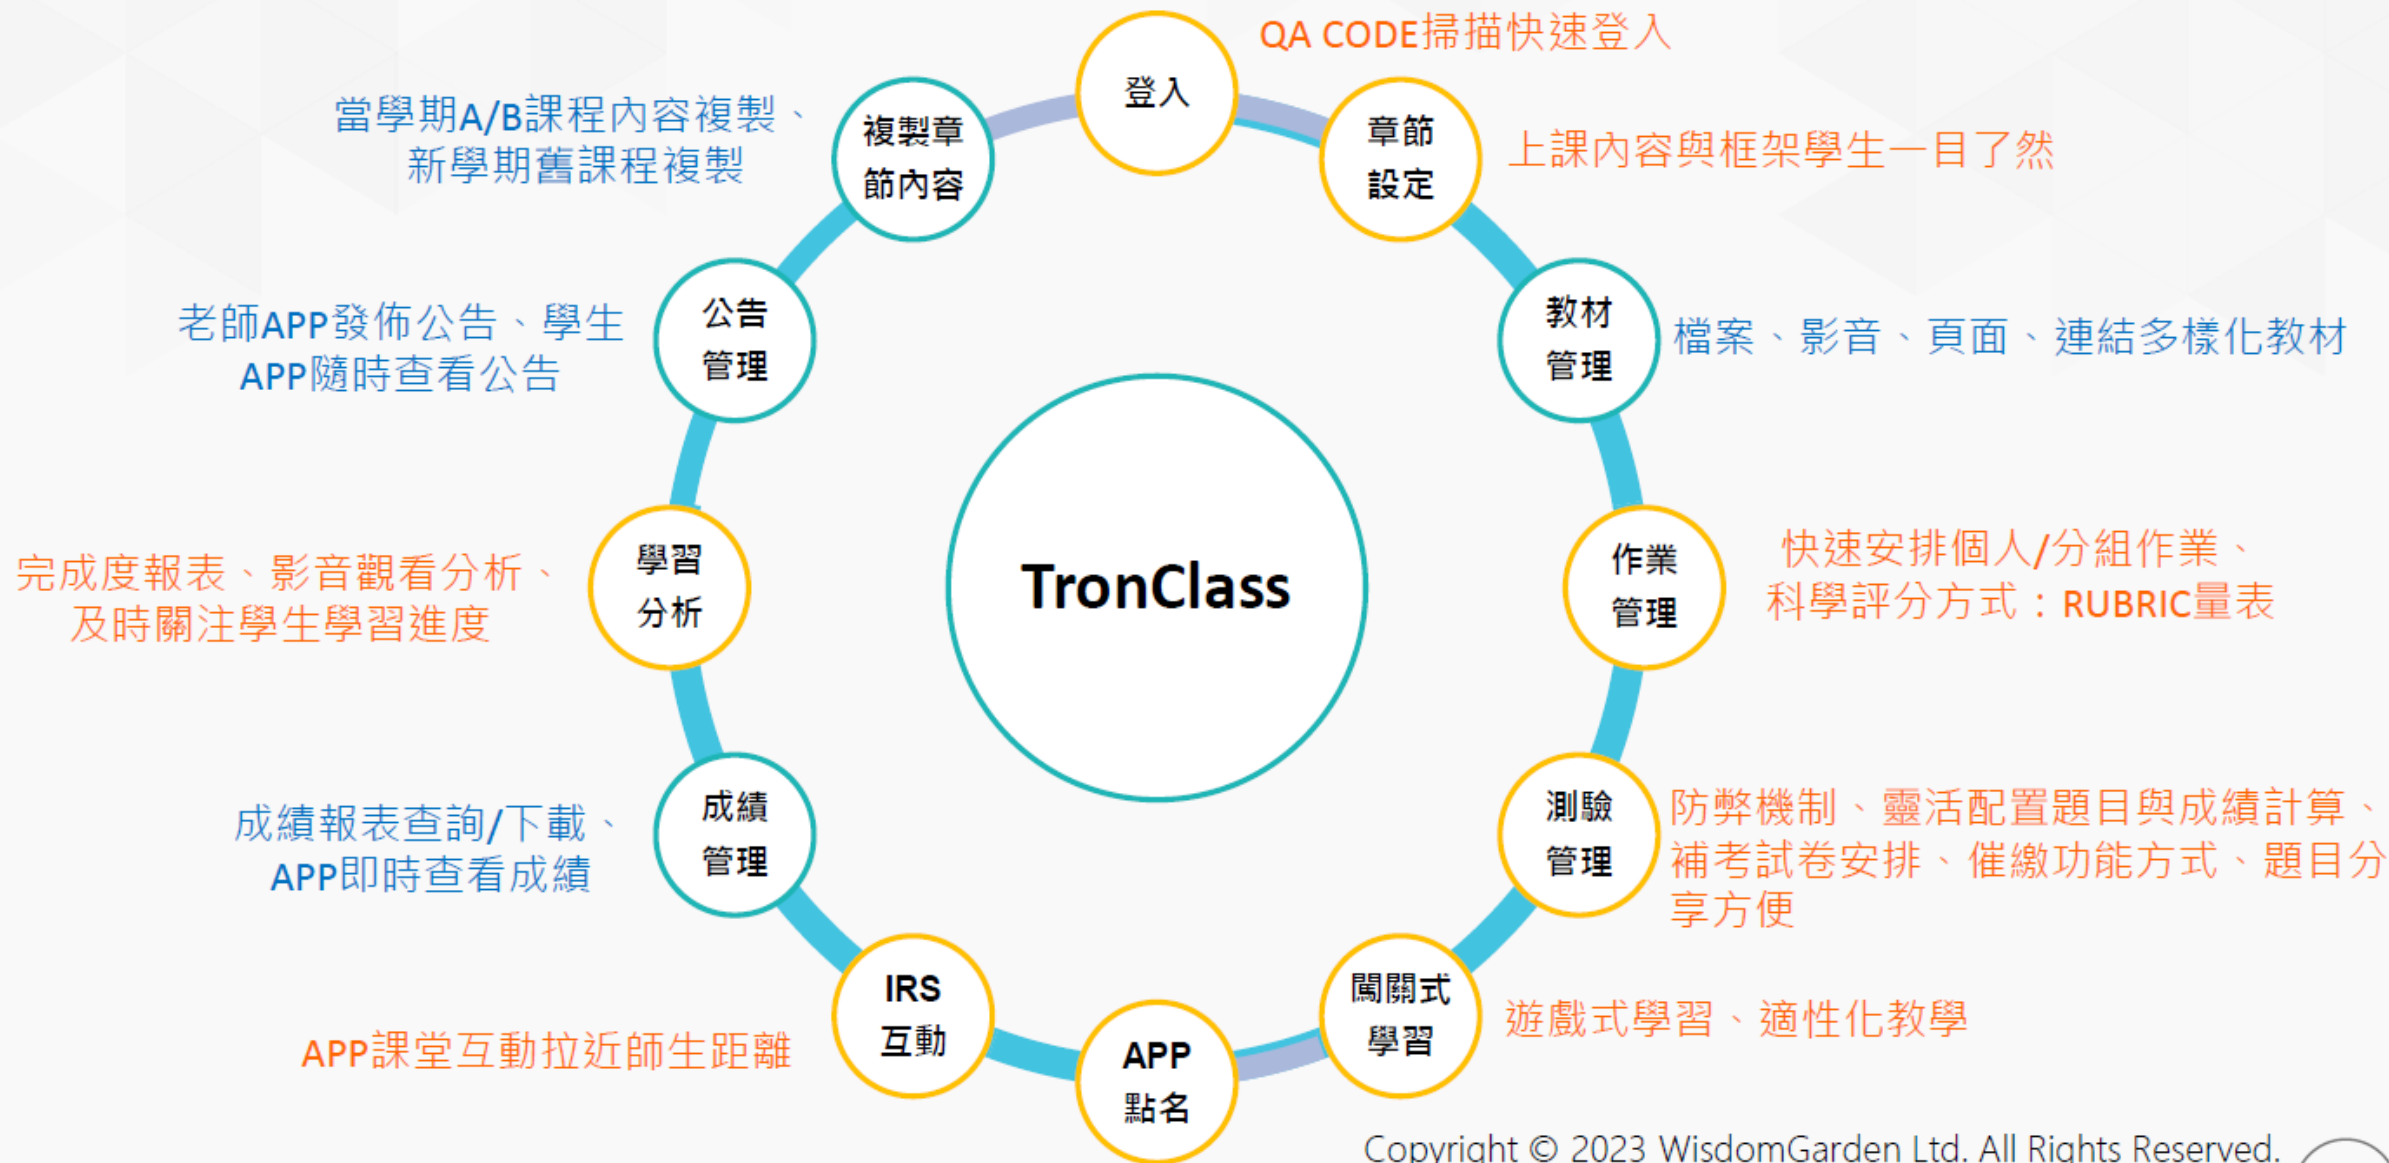 QA CODE掃描快速登入
登入
章節
設定
上課內容與框架學生一目了然
教材
管理
檔案、影音、頁面、連結多樣化教材
作業
管理
快速安排個人/分組作業、
科學評分方式：RUBRIC量表
測驗
管理
防弊機制、靈活配置題目與成績計算、
補考試卷安排、催繳功能方式、題目分
享方便
闖關式
學習
遊戲式學習、適性化教學
APP
點名
IRS
互動
APP課堂互動拉近師生距離
成績
管理
成績報表查詢/下載、
APP即時查看成績
學習
分析
完成度報表、影音觀看分析、
及時關注學生學習進度
公告
管理
老師APP發佈公告、學生
APP隨時查看公告
複製章
節內容
當學期A/B課程內容複製、
新學期舊課程複製
TronClass
Copyright © 2023 WisdomGarden Ltd. All Rights Reserved.